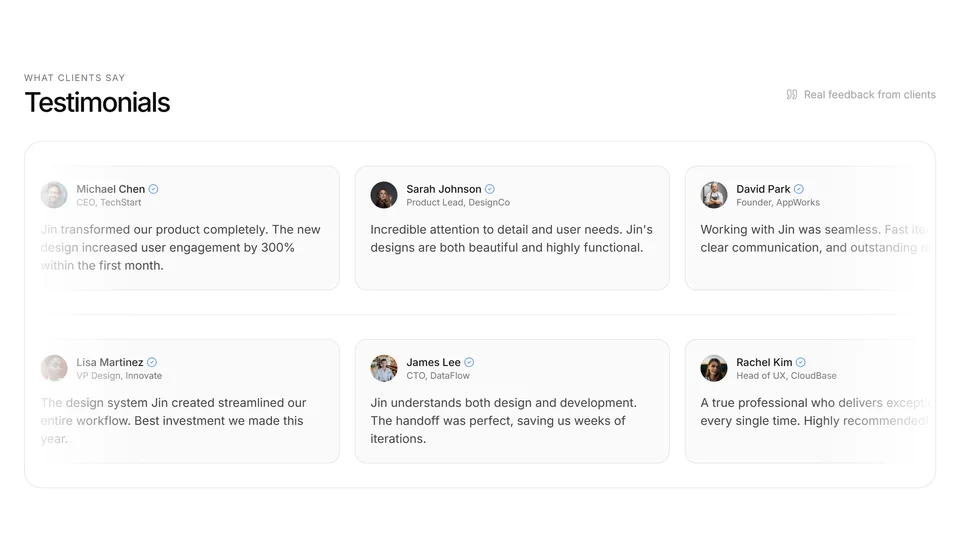 WHAT CLIENTS SAY
Testimonials
Real feedback from clients
Michael Chen
CEO, TechStart
Jin transformed our product completely. The new
design increased user engagement by 300%
within the first month.
Sarah Johnson
Product Lead, DesignCo
Incredible attention to detail and user needs. Jin's
designs are both beautiful and highly functional.
David Park
Founder, AppWorks
Working with Jin was seamless. Fast
clear communication, and outstanding
Lisa Martinez
VP Design, Innovate
The design system Jin created streamlined our
entire workflow. Best investment we made this
year.
James Lee
CTO, DataFlow
Jin understands both design and development.
The handoff was perfect, saving us weeks of
iterations.
Rachel Kim
Head of UX, CloudBase
A true professional who delivers
every single time. Highly recommended!